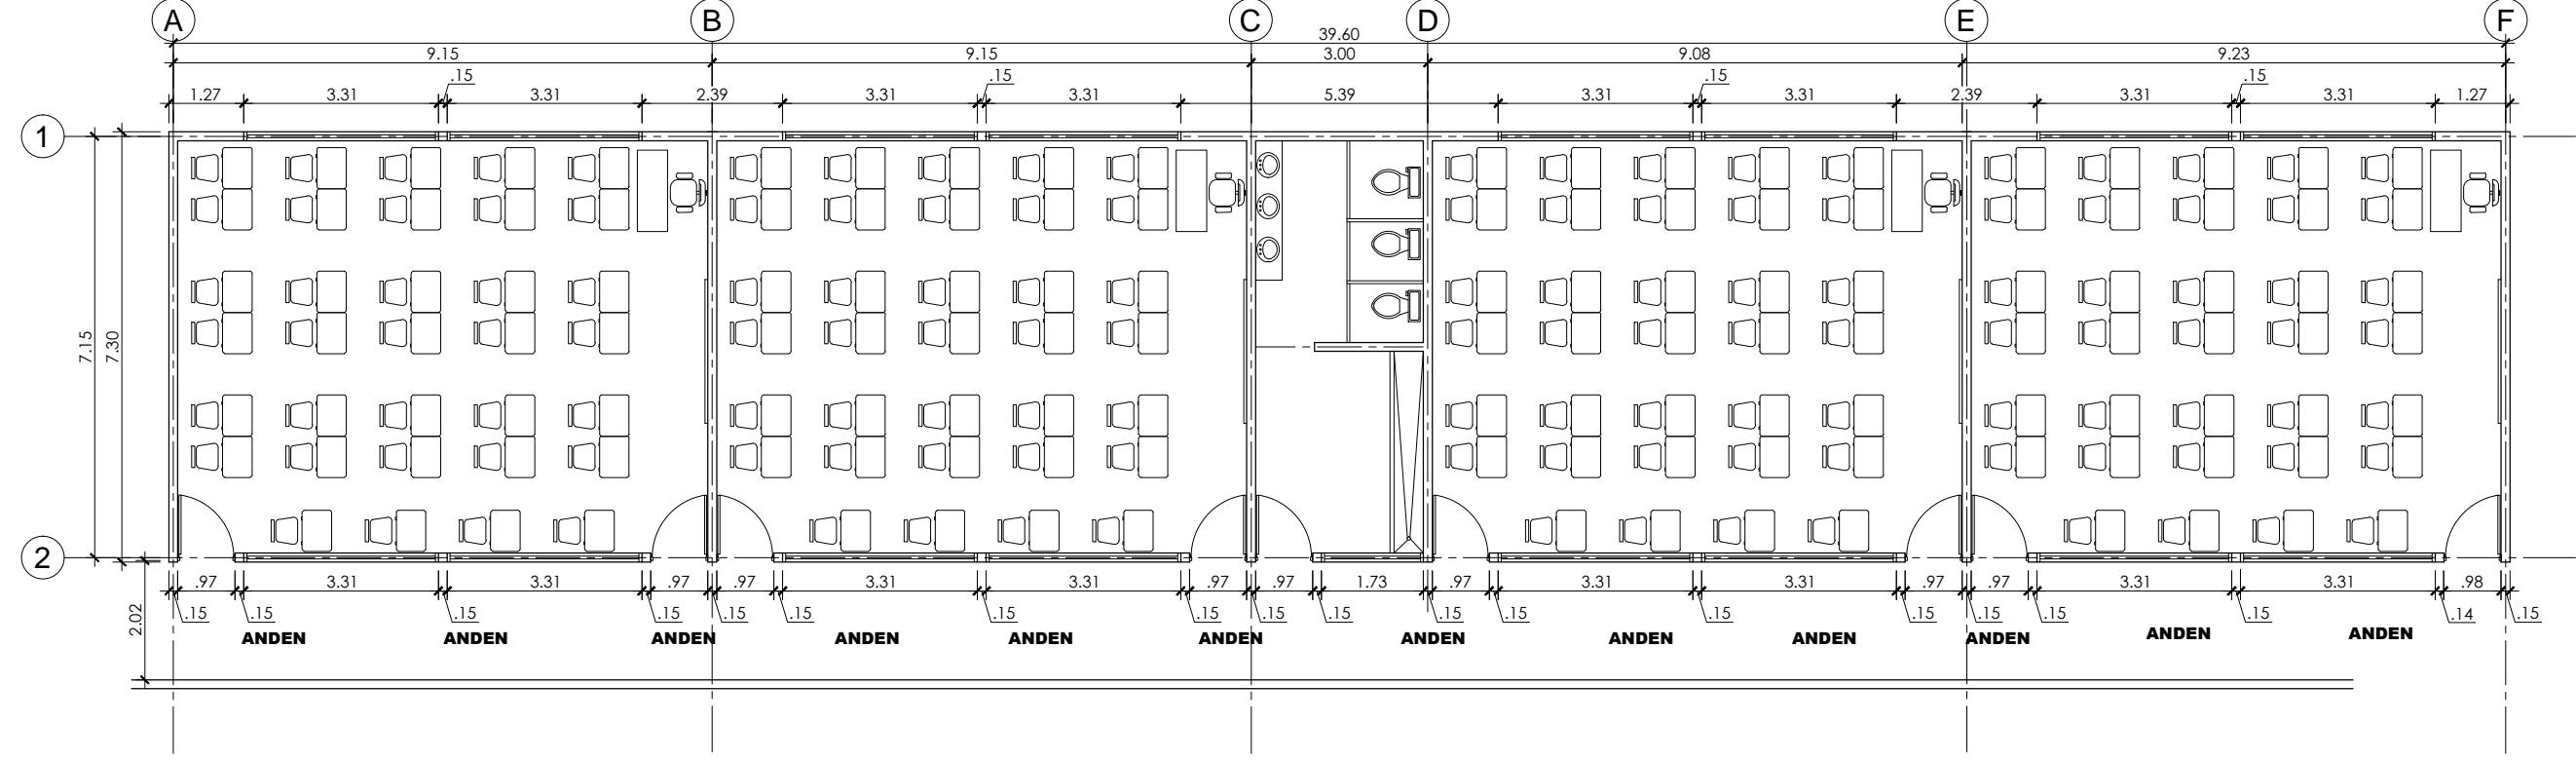 A B C D E F
39.60
9.15 9.15 3.00 9.08 9.23
.15 .15 .15 .15
1.27 3.31 3.31 2.39 3.31 3.31 5.39 3.31 3.31 2.39 3.31 3.31 1.27
1
7.15 7.30
2
.97 3.31 3.31 .97 .97 3.31 3.31 .97 .97 1.73 .97 3.31 3.31 .97 .97 3.31 3.31 .98
2.02
.15 .15 .15 .15 .15 .15 .15 .15 .15 .15 .15 .15 .15 .15 .15 .15 .15 .14 .15
ANDEN ANDEN ANDEN ANDEN ANDEN ANDEN ANDEN ANDEN ANDEN ANDEN ANDEN ANDEN